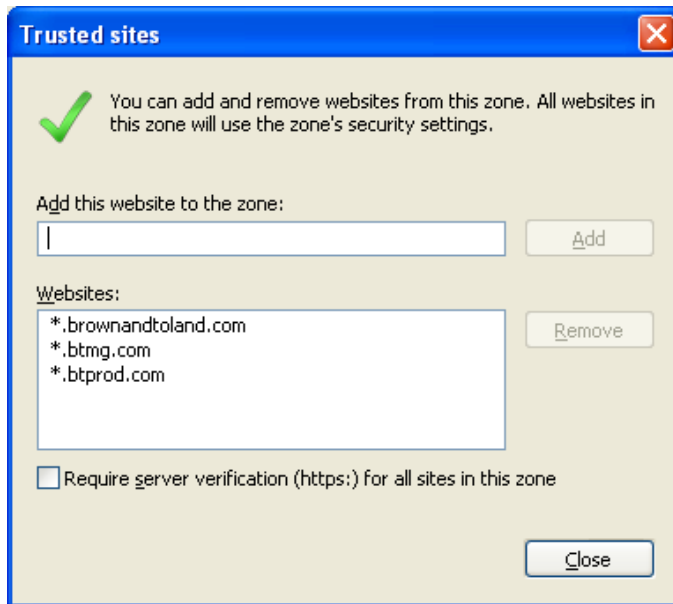 Trusted sites
You can add and remove websites from this zone. All websites in
this zone will use the zone's security settings.
Add this website to the zone:
Add
Websites:
*.brownandtoland.com
*.btmg.com
*.btprod.com
Remove
Require server verification (https:) for all sites in this zone
Close